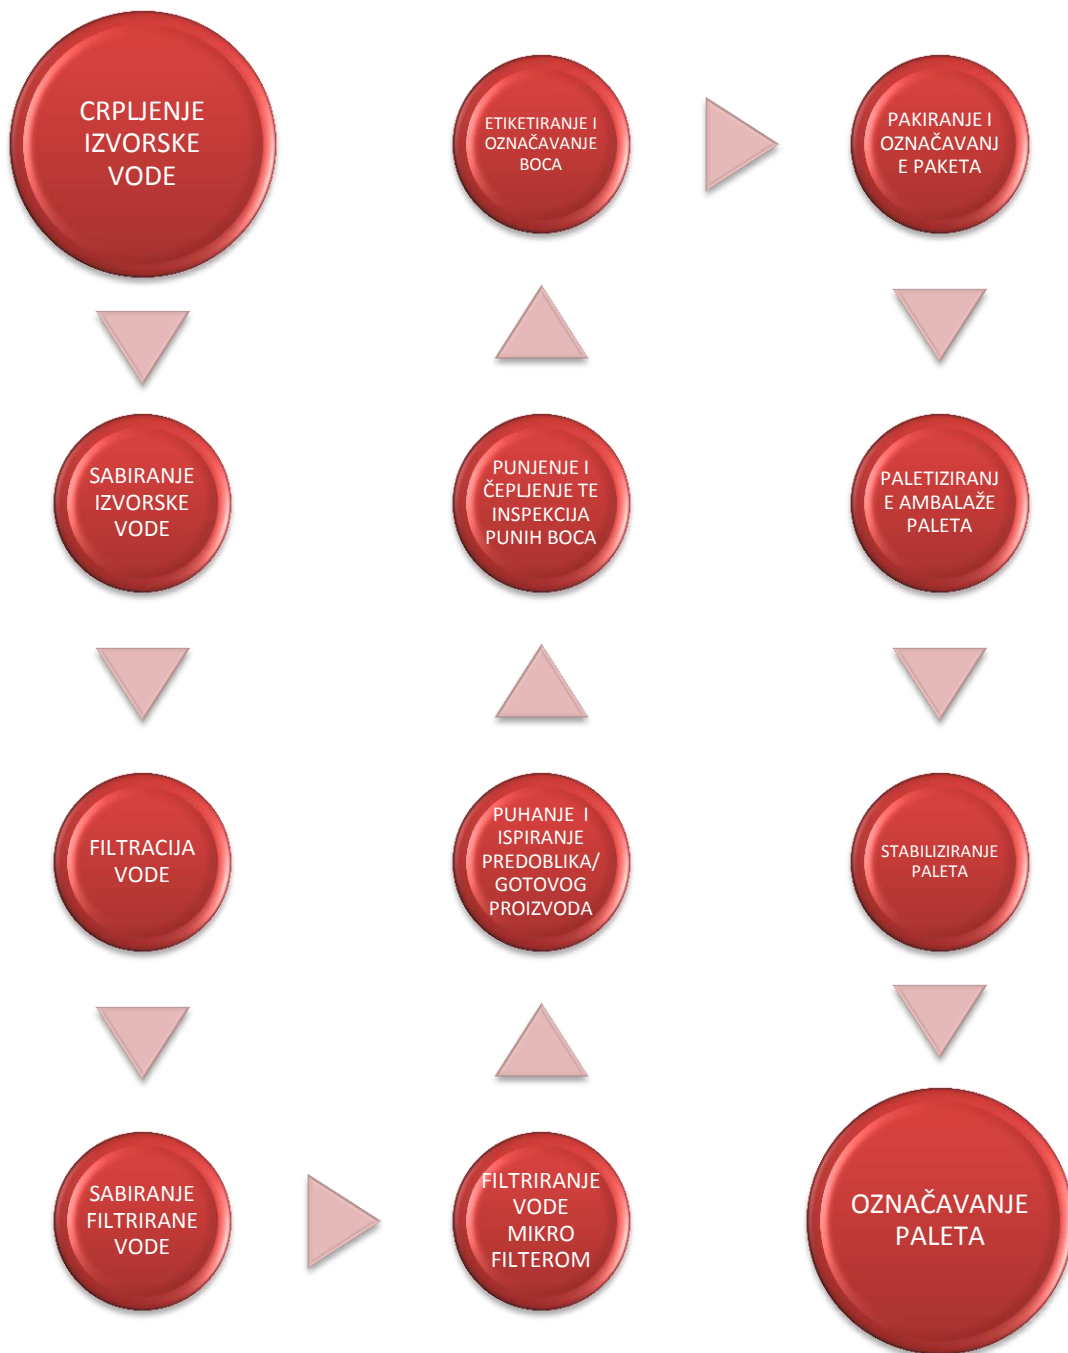 CRPLJENJE
IZVORSKE
VODE
SABIRANJE
IZVORSKE
VODE
FILTRACIJA
VODE
SABIRANJE
FILTRIRANE
VODE
FILTRIRANJE
VODE
MIKRO
FILTEROM
PUHANJE I
ISPIRANJE
PREDOBLIKA/
GOTOVOG
PROIZVODA
PUNJENJE I
ČEPLJENJE TE
INSPEKCIJA
PUNIH BOCA
ETIKETIRANJE I
OZNAČAVANJE
BOCA
PAKIRANJE I
OZNAČAVANJ
E PAKETA
PALETIZIRANJ
E AMBALAŽE
PALETA
STABILIZIRANJE
PALETA
OZNAČAVANJE
PALETA